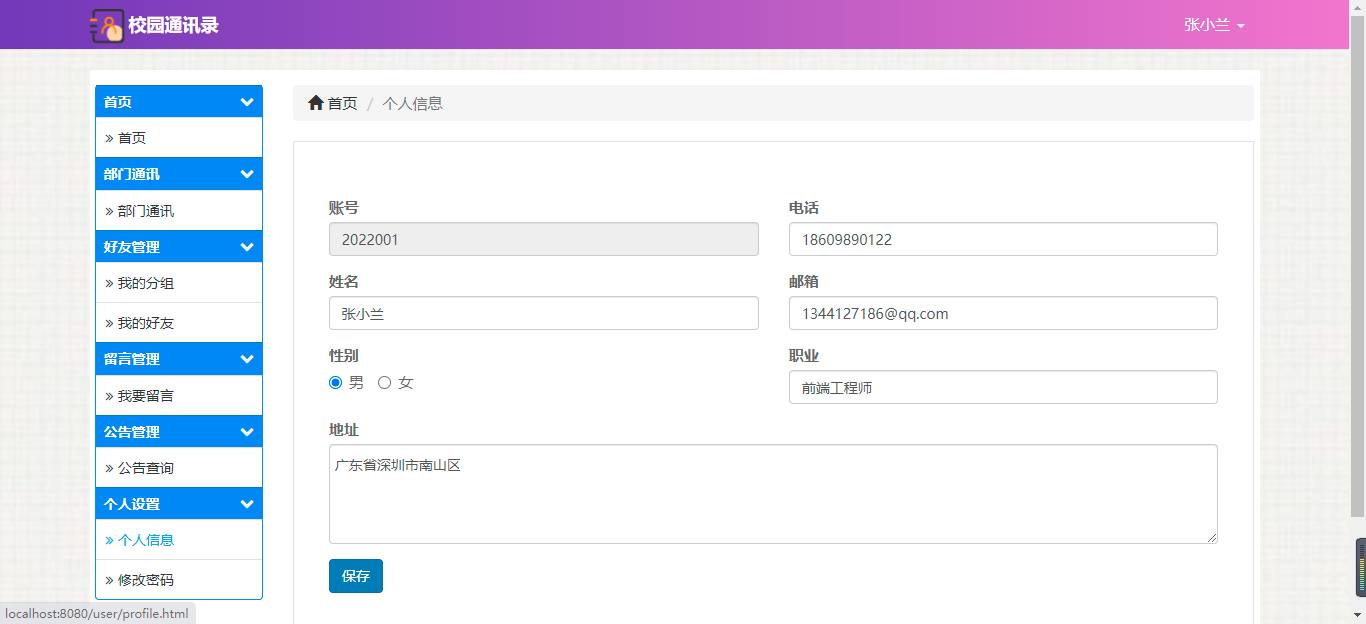 校园通讯录
张小兰
首页
» 首页
部门通讯
» 部门通讯
好友管理
» 我的分组
» 我的好友
留言管理
» 我要留言
公告管理
» 公告查询
个人设置
» 个人信息
» 修改密码
首页 / 个人信息
账号
2022001
电话
18609890122
姓名
张小兰
邮箱
1344127186@qq.com
性别
男 女
职业
前端工程师
地址
广东省深圳市南山区
保存
localhost:8080/user/profile.html